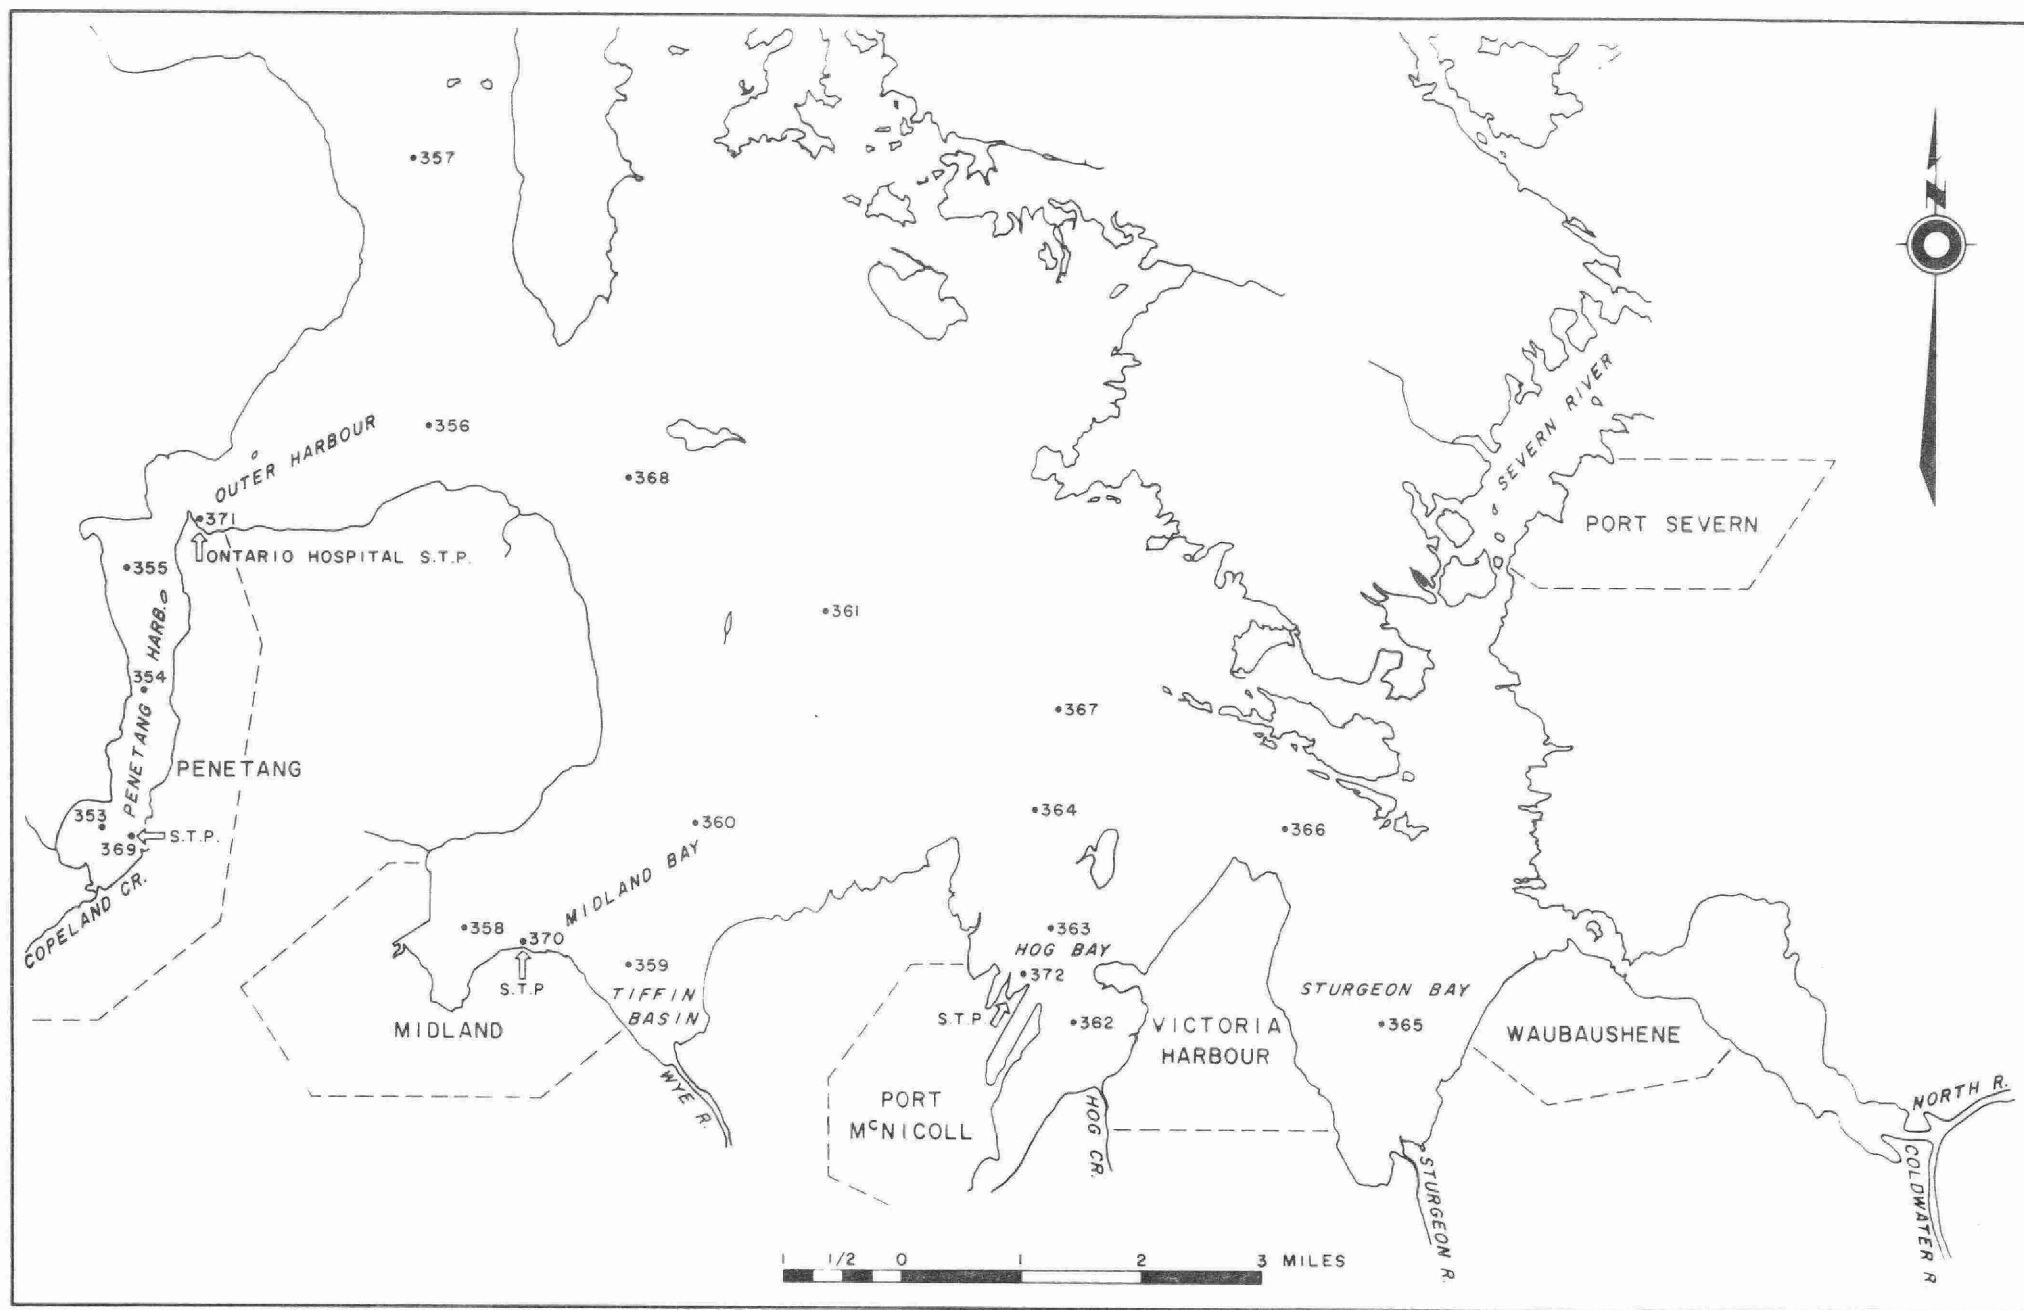 357
N
356
OUTER HARBOUR
368
371
ONTARIO HOSPITAL S.T.P.
SEVERN RIVER
PORT SEVERN
355
361
354
PENETANG HARB.
367
PENETANG
353
369
S.T.P.
360
364
366
COPELAND CR.
MIDLAND BAY
358
370
S.T.P
359
363
HOG BAY
372
TIFFIN
BASIN
S.T.P
362
STURGEON BAY
365
MIDLAND
VICTORIA
HARBOUR
WAUBAUSHENE
WYE R.
PORT
McNICOLL
HOG CR.
NORTH R.
STURGEON R.
COLDWATER R
1 1/2 0 1 2 3 MILES